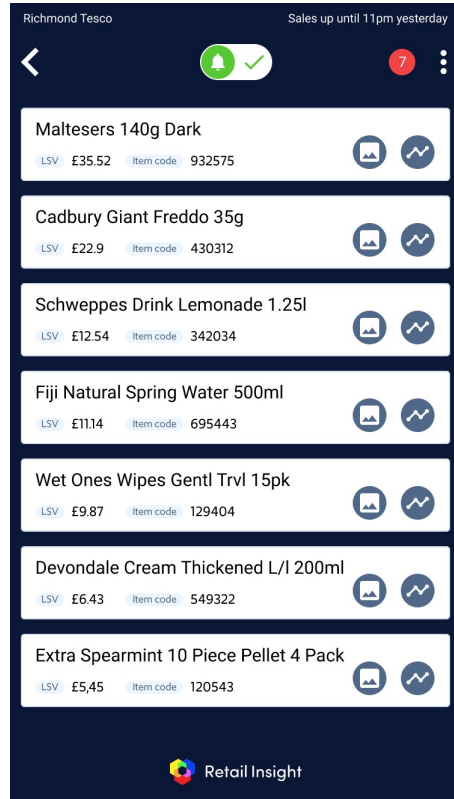 Richmond Tesco Sales up until 11pm yesterday
7
Maltesers 140g Dark
LSV £35.52 Item code 932575
Cadbury Giant Freddo 35g
LSV £22.9 Item code 430312
Schweppes Drink Lemonade 1.25l
LSV £12.54 Item code 342034
Fiji Natural Spring Water 500ml
LSV £11.14 Item code 695443
Wet Ones Wipes Gentl Trvl 15pk
LSV £9.87 Item code 129404
Devondale Cream Thickened L/l 200ml
LSV £6.43 Item code 549322
Extra Spearmint 10 Piece Pellet 4 Pack
LSV £5,45 Item code 120543
Retail Insight